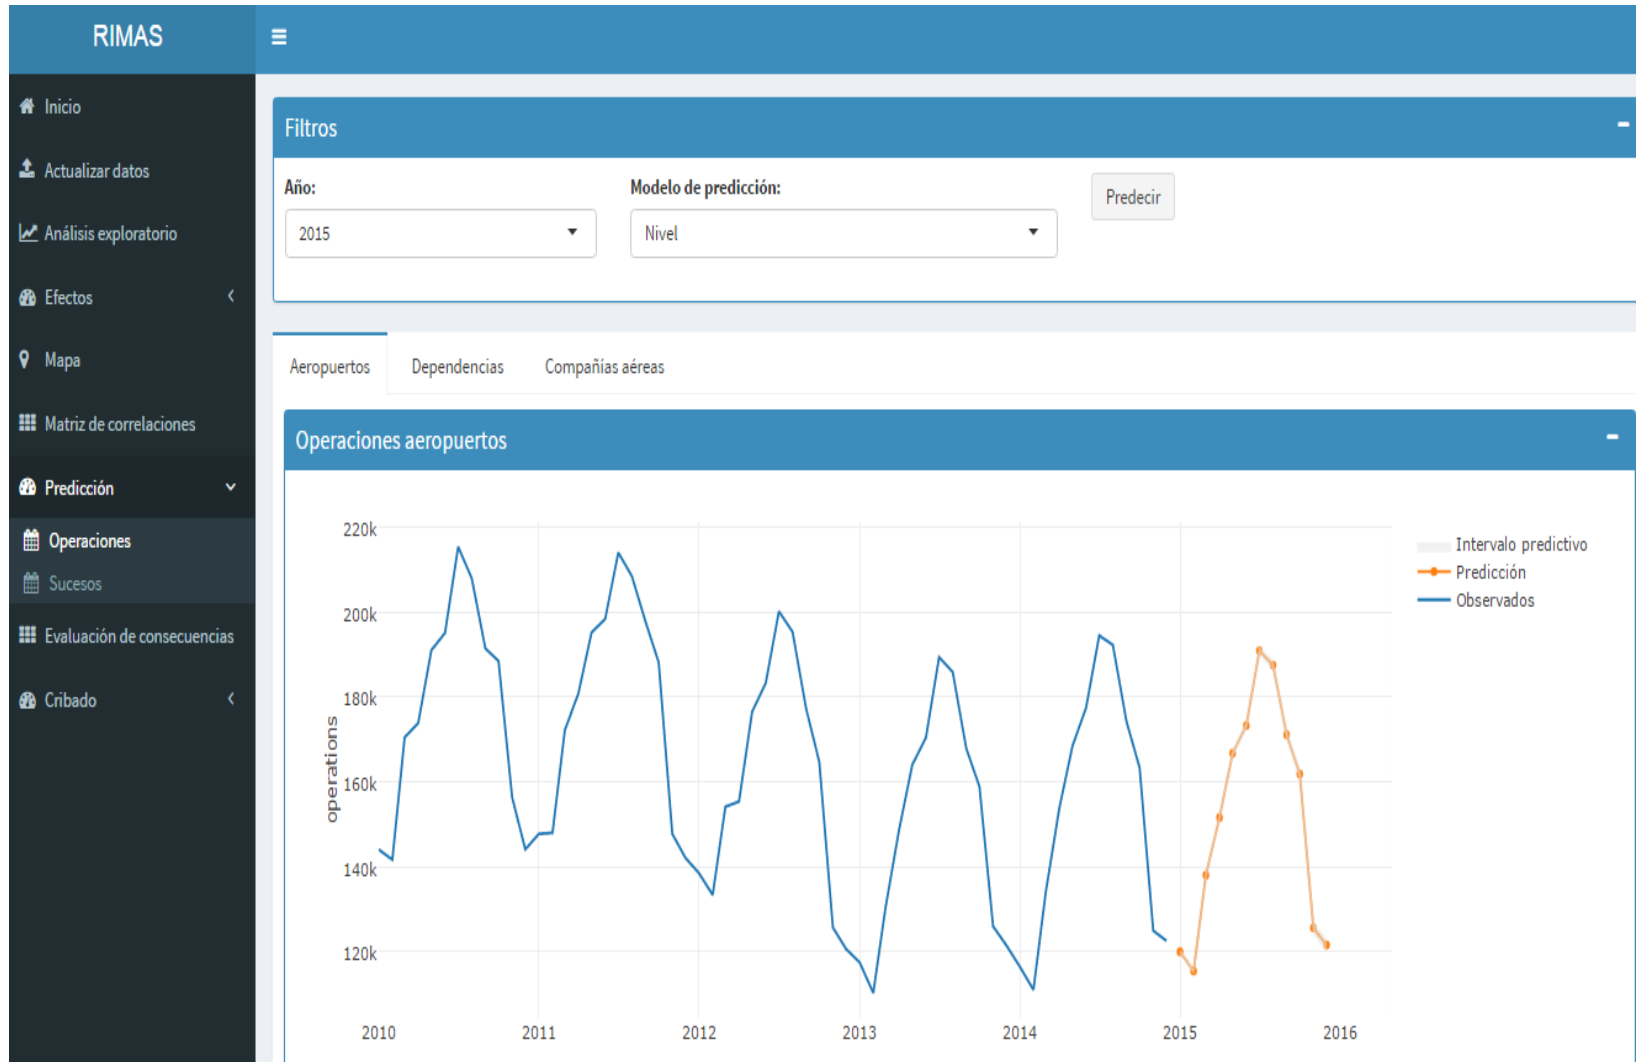 RIMAS
Inicio
Actualizar datos
Análisis exploratorio
Efectos
Mapa
Matriz de correlaciones
Predicción
Operaciones
Sucesos
Evaluación de consecuencias
Cribado
Filtros
Año:
Modelo de predicción:
Predecir
2015
Nivel
Aeropuertos Dependencias Compañías aéreas
Operaciones aeropuertos
220k
200k
180k
160k
140k
120k
operations
2010 2011 2012 2013 2014 2015 2016
Intervalo predictivo
Predicción
Observados